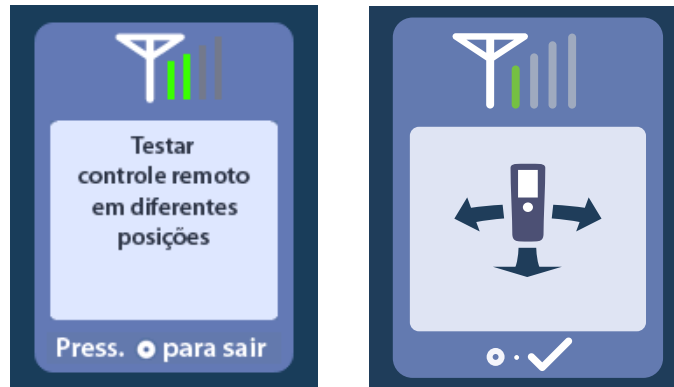 Testar
controle remoto
em diferentes
posições
Press. para sair